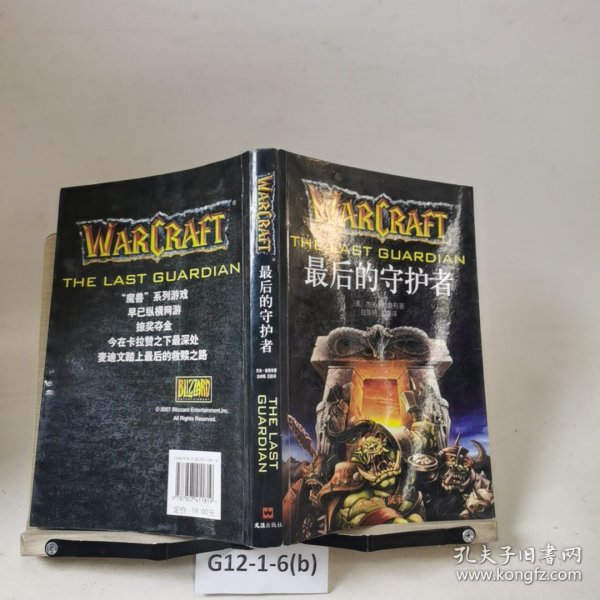 WARCRAFT
THE LAST GUARDIAN
"魔兽"系列游戏
早已纵横网游
掠奖夺金
今在卡拉赞之下最深处
麦迪文踏上最后的救赎之路
BLIZZARD
ENTERTAINMENT
© 2007 Blizzard Entertainment,Inc.
All Rights Reserved.
定价:18.00元
WARCRAFT
最后的守护者
THE LAST
GUARDIAN
文汇出版社
WARCRAFT
THE LAST GUARDIAN
最后的守护者
G12-1-6(b)
孔夫子旧书网
www.kongfz.com